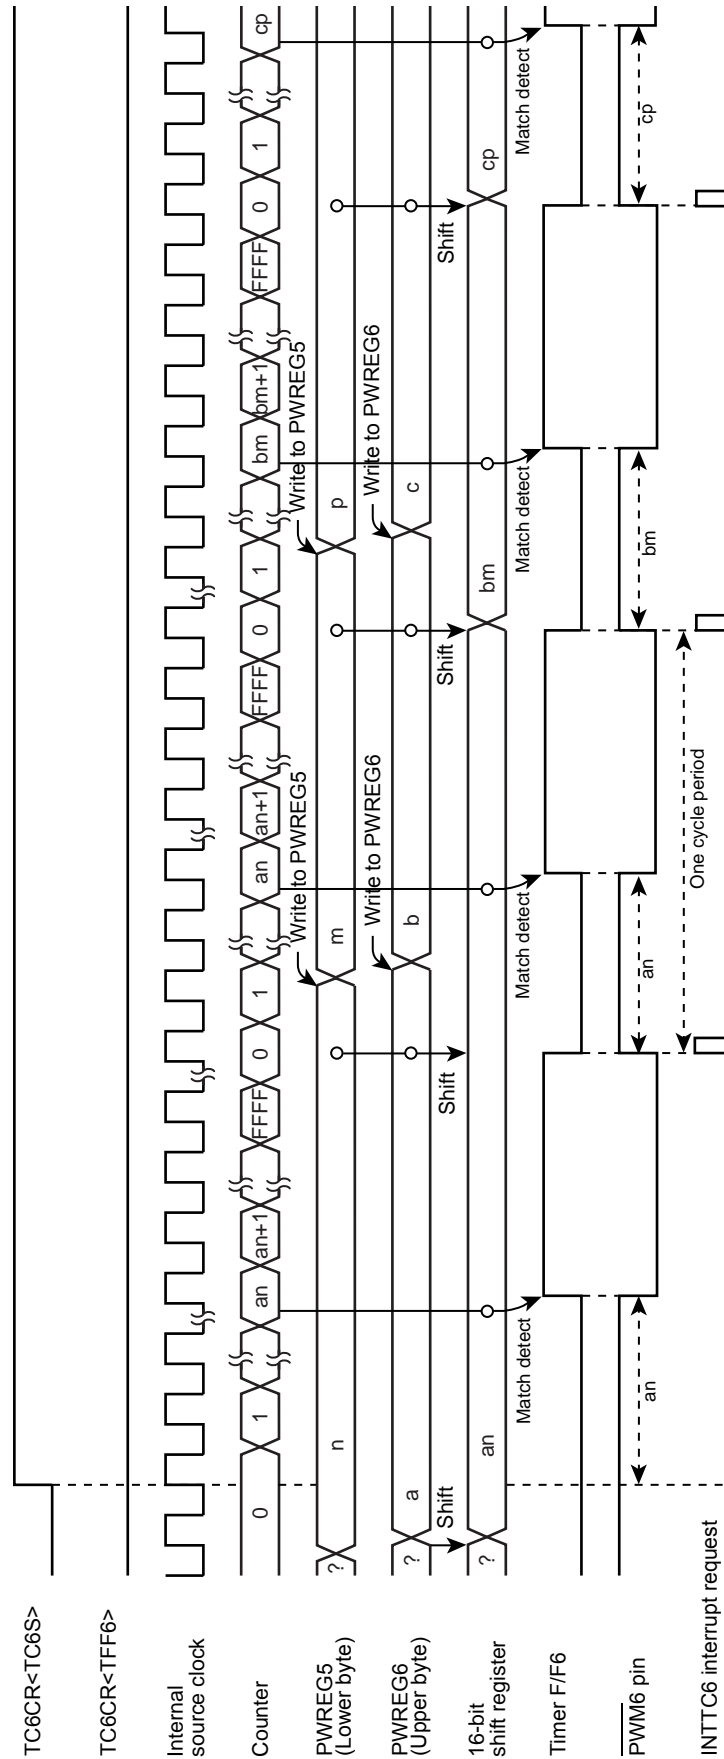 TC6CR<TC6S>
TC6CR<TFF6>
Internal
source clock
Counter
0 1 an an+1 FFFF 0 1 an an+1 FFFF 0 1 bm bm+1 FFFF 0 1 cp
Write to PWREG5 Write to PWREG5
PWREG5
(Lower byte)
? n m p
Write to PWREG6 Write to PWREG6
PWREG6
(Upper byte)
? a b c
Shift Shift Shift Shift
16-bit
shift register
? an bm cp
Match detect Match detect Match detect Match detect
Timer F/F6
PWM6 pin
an an bm cp
One cycle period
INTTC6 interrupt request